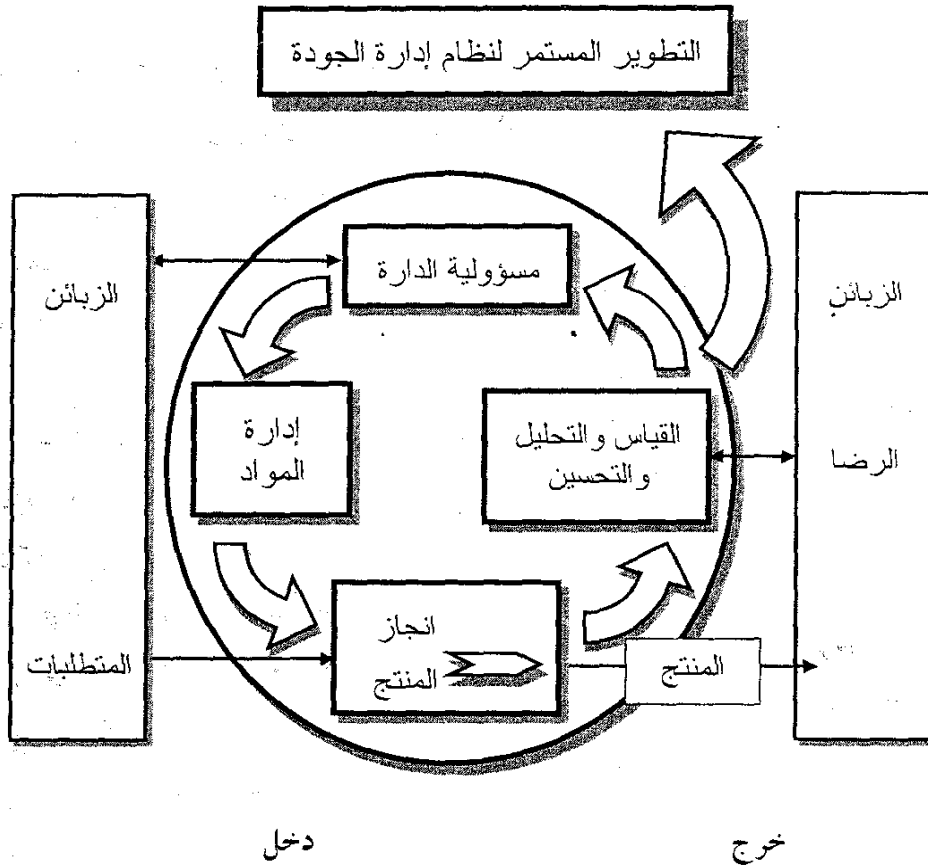 التطوير المستمر لنظام إدارة الجودة
مسؤولية الدارة
الزبائن
الزبائن
إدارة
المواد
القياس والتحليل
والتحسين
الرضا
انجاز
المنتج
المنتج
المتطلبات
دخل
خرج